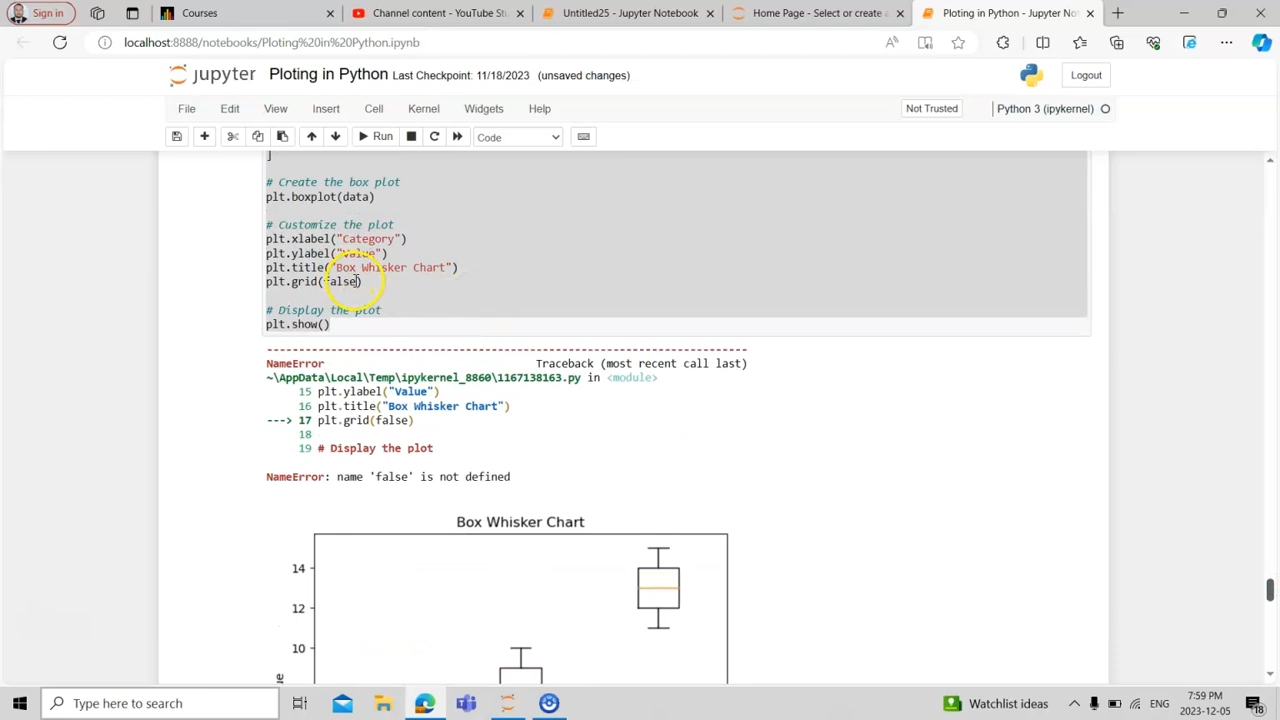 Sign in
Courses
Channel content - YouTube Stu
Untitled25 - Jupyter Notebook
Home Page - Select or create a
Ploting in Python - Jupyter Not
localhost:8888/notebooks/Ploting%20in%20Python.ipynb
jupyter Ploting in Python Last Checkpoint: 11/18/2023 (unsaved changes)
Logout
File Edit View Insert Cell Kernel Widgets Help
Not Trusted
Python 3 (ipykernel)
Run
Code
]
# Create the box plot
plt.boxplot(data)
# Customize the plot
plt.xlabel("Category")
plt.ylabel("Value")
plt.title("Box Whisker Chart")
plt.grid(false)
# Display the plot
plt.show()
---------------------------------------------------------------------------
NameError Traceback (most recent call last)
~\AppData\Local\Temp\ipykernel_8860\1167138163.py in <module>
15 plt.ylabel("Value")
16 plt.title("Box Whisker Chart")
---> 17 plt.grid(false)
18
19 # Display the plot
NameError: name 'false' is not defined
Box Whisker Chart
14
12
10
Type here to search
Watchlist ideas
ENG
7:59 PM
2023-12-05
18